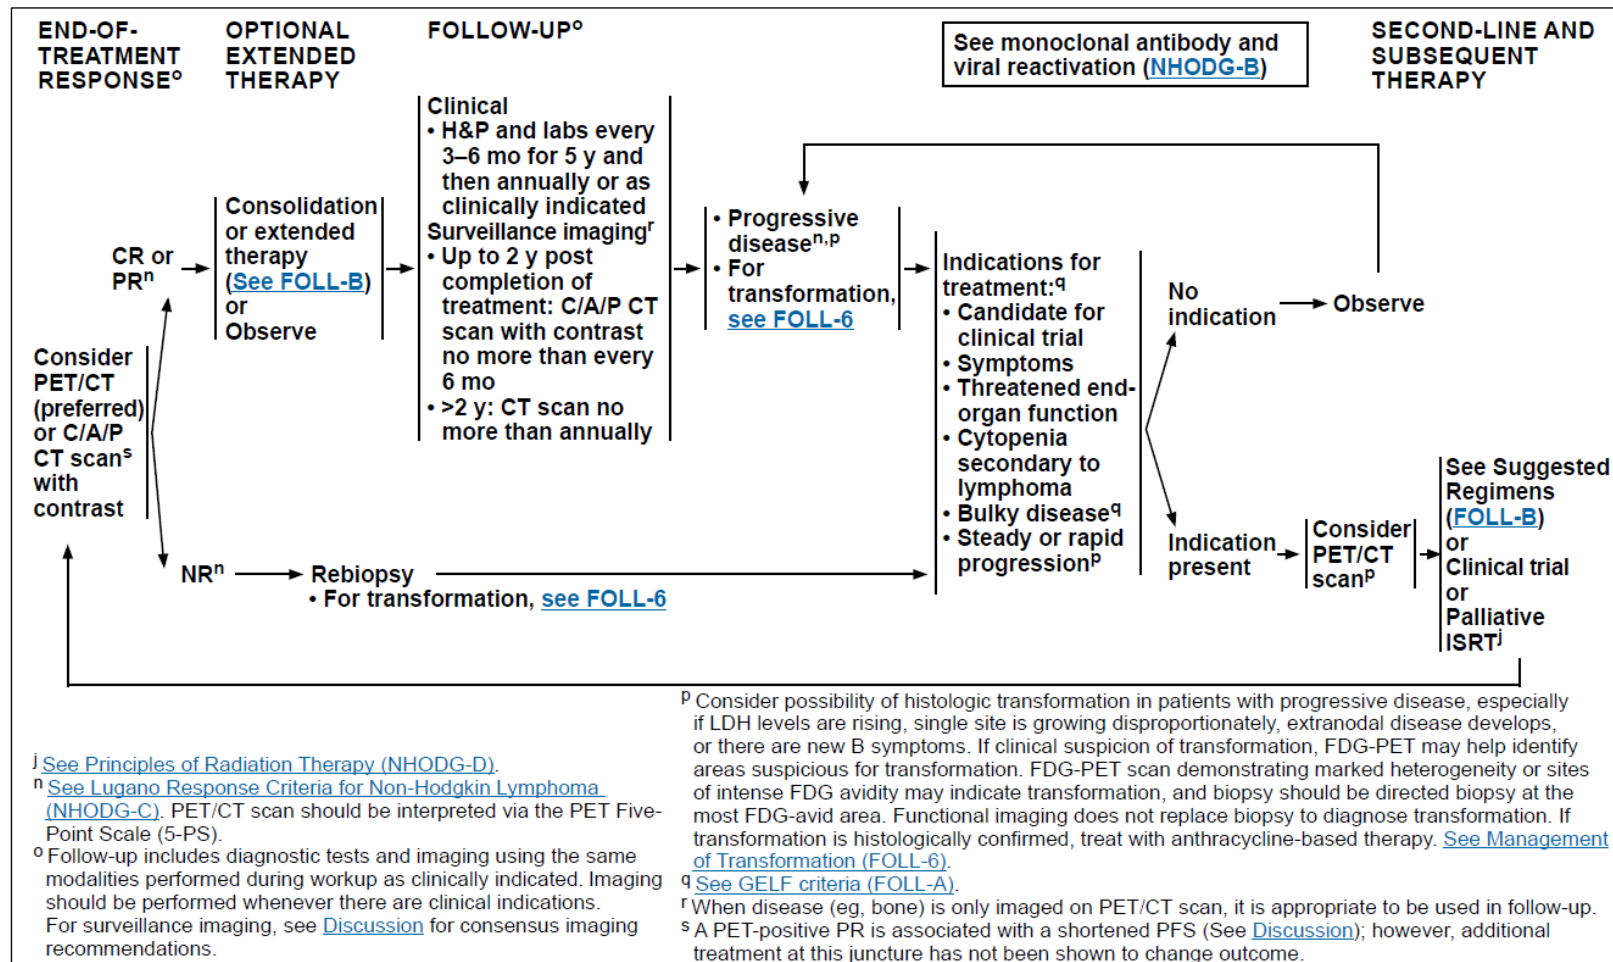 END-OF-
TREATMENT
RESPONSEᵒ
OPTIONAL
EXTENDED
THERAPY
FOLLOW-UPᵒ
See monoclonal antibody and
viral reactivation (NHODG-B)
SECOND-LINE AND
SUBSEQUENT
THERAPY
Consider
PET/CT
(preferred)
or C/A/P
CT scanˢ
with
contrast
CR or
PRⁿ
Consolidation
or extended
therapy
(See FOLL-B)
or
Observe
Clinical
• H&P and labs every
3–6 mo for 5 y and
then annually or as
clinically indicated
Surveillance imagingʳ
• Up to 2 y post
completion of
treatment: C/A/P CT
scan with contrast
no more than every
6 mo
• >2 y: CT scan no
more than annually
• Progressive
diseaseⁿ,ᵖ
• For
transformation,
see FOLL-6
NRⁿ
Rebiopsy
• For transformation, see FOLL-6
Indications for
treatment:q
• Candidate for
clinical trial
• Symptoms
• Threatened end-
organ function
• Cytopenia
secondary to
lymphoma
• Bulky diseaseq
• Steady or rapid
progressionᵖ
No
indication
Observe
Indication
present
Consider
PET/CT
scanᵖ
See Suggested
Regimens
(FOLL-B)
or
Clinical trial
or
Palliative
ISRTʲ
ʲ See Principles of Radiation Therapy (NHODG-D).
ⁿ See Lugano Response Criteria for Non-Hodgkin Lymphoma
(NHODG-C). PET/CT scan should be interpreted via the PET Five-
Point Scale (5-PS).
ᵒ Follow-up includes diagnostic tests and imaging using the same
modalities performed during workup as clinically indicated. Imaging
should be performed whenever there are clinical indications.
For surveillance imaging, see Discussion for consensus imaging
recommendations.
ᵖ Consider possibility of histologic transformation in patients with progressive disease, especially
if LDH levels are rising, single site is growing disproportionately, extranodal disease develops,
or there are new B symptoms. If clinical suspicion of transformation, FDG-PET may help identify
areas suspicious for transformation. FDG-PET scan demonstrating marked heterogeneity or sites
of intense FDG avidity may indicate transformation, and biopsy should be directed biopsy at the
most FDG-avid area. Functional imaging does not replace biopsy to diagnose transformation. If
transformation is histologically confirmed, treat with anthracycline-based therapy. See Management
of Transformation (FOLL-6).
q See GELF criteria (FOLL-A).
ʳ When disease (eg, bone) is only imaged on PET/CT scan, it is appropriate to be used in follow-up.
ˢ A PET-positive PR is associated with a shortened PFS (See Discussion); however, additional
treatment at this juncture has not been shown to change outcome.